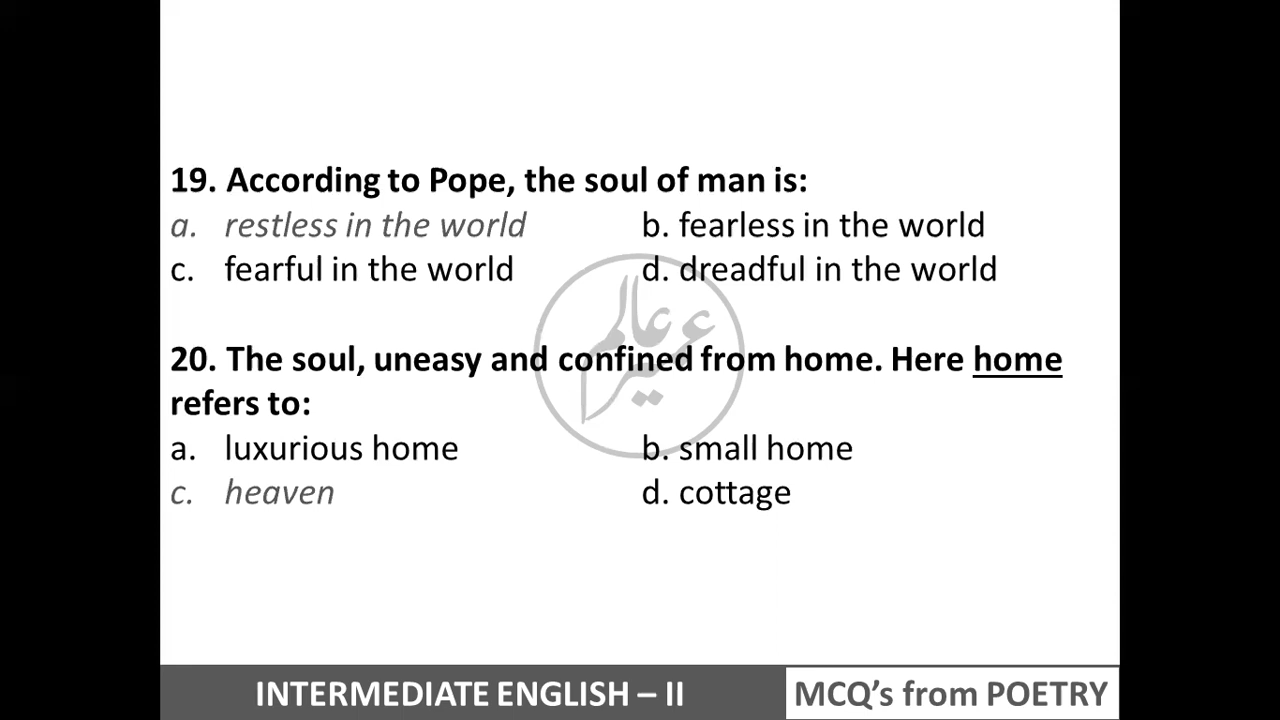 19. According to Pope, the soul of man is:
a. restless in the world b. fearless in the world
c. fearful in the world d. dreadful in the world
20. The soul, uneasy and confined from home. Here home
refers to:
a. luxurious home b. small home
c. heaven d. cottage
INTERMEDIATE ENGLISH – II MCQ’s from POETRY